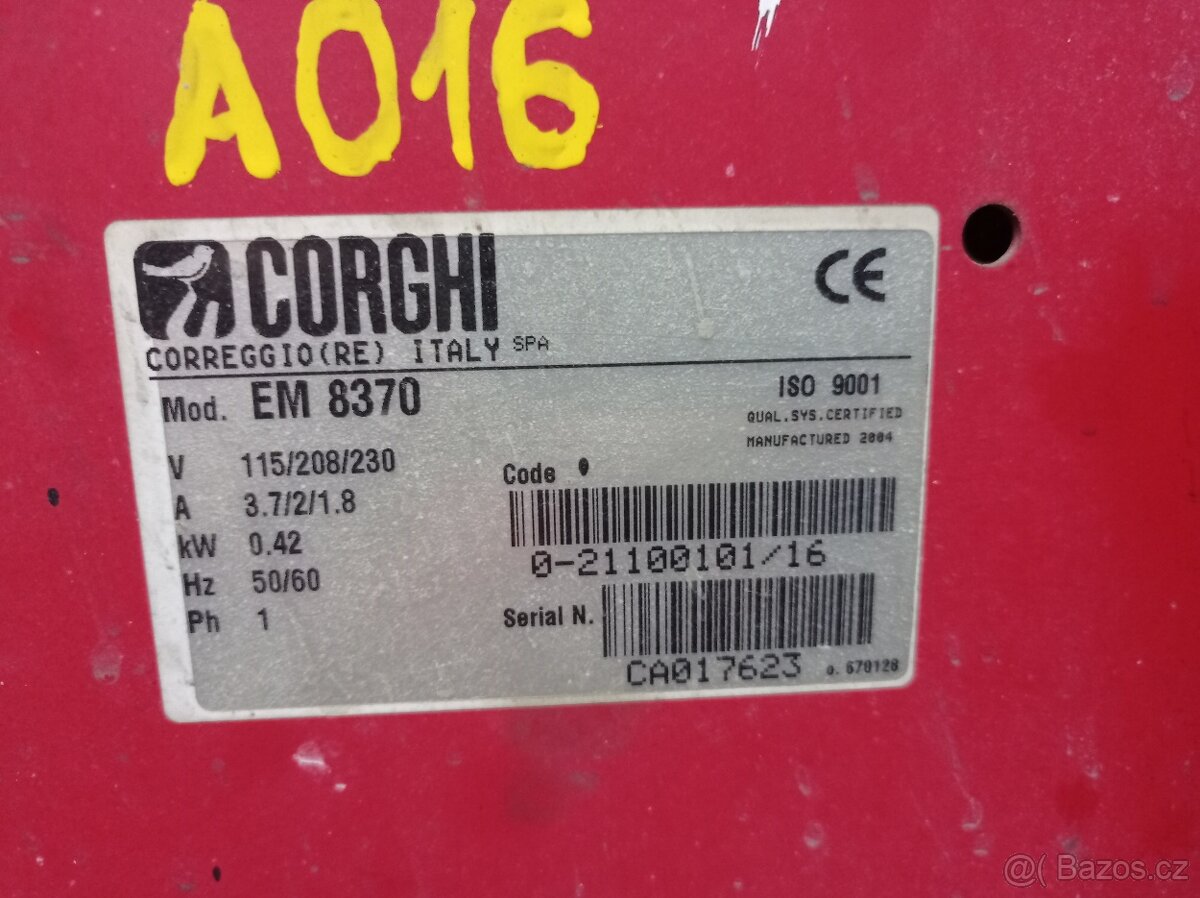 A016
CORGHI
CE
CORREGGIO(RE) ITALY SPA
Mod. EM 8370
ISO 9001
QUAL.SYS.CERTIFIED
MANUFACTURED 2004
V 115/208/230
A 3.7/2/1.8
kW 0.42
Hz 50/60
Ph 1
Code
0-21100101/16
Serial N.
CA017623 o. 670128
@( Bazos.cz